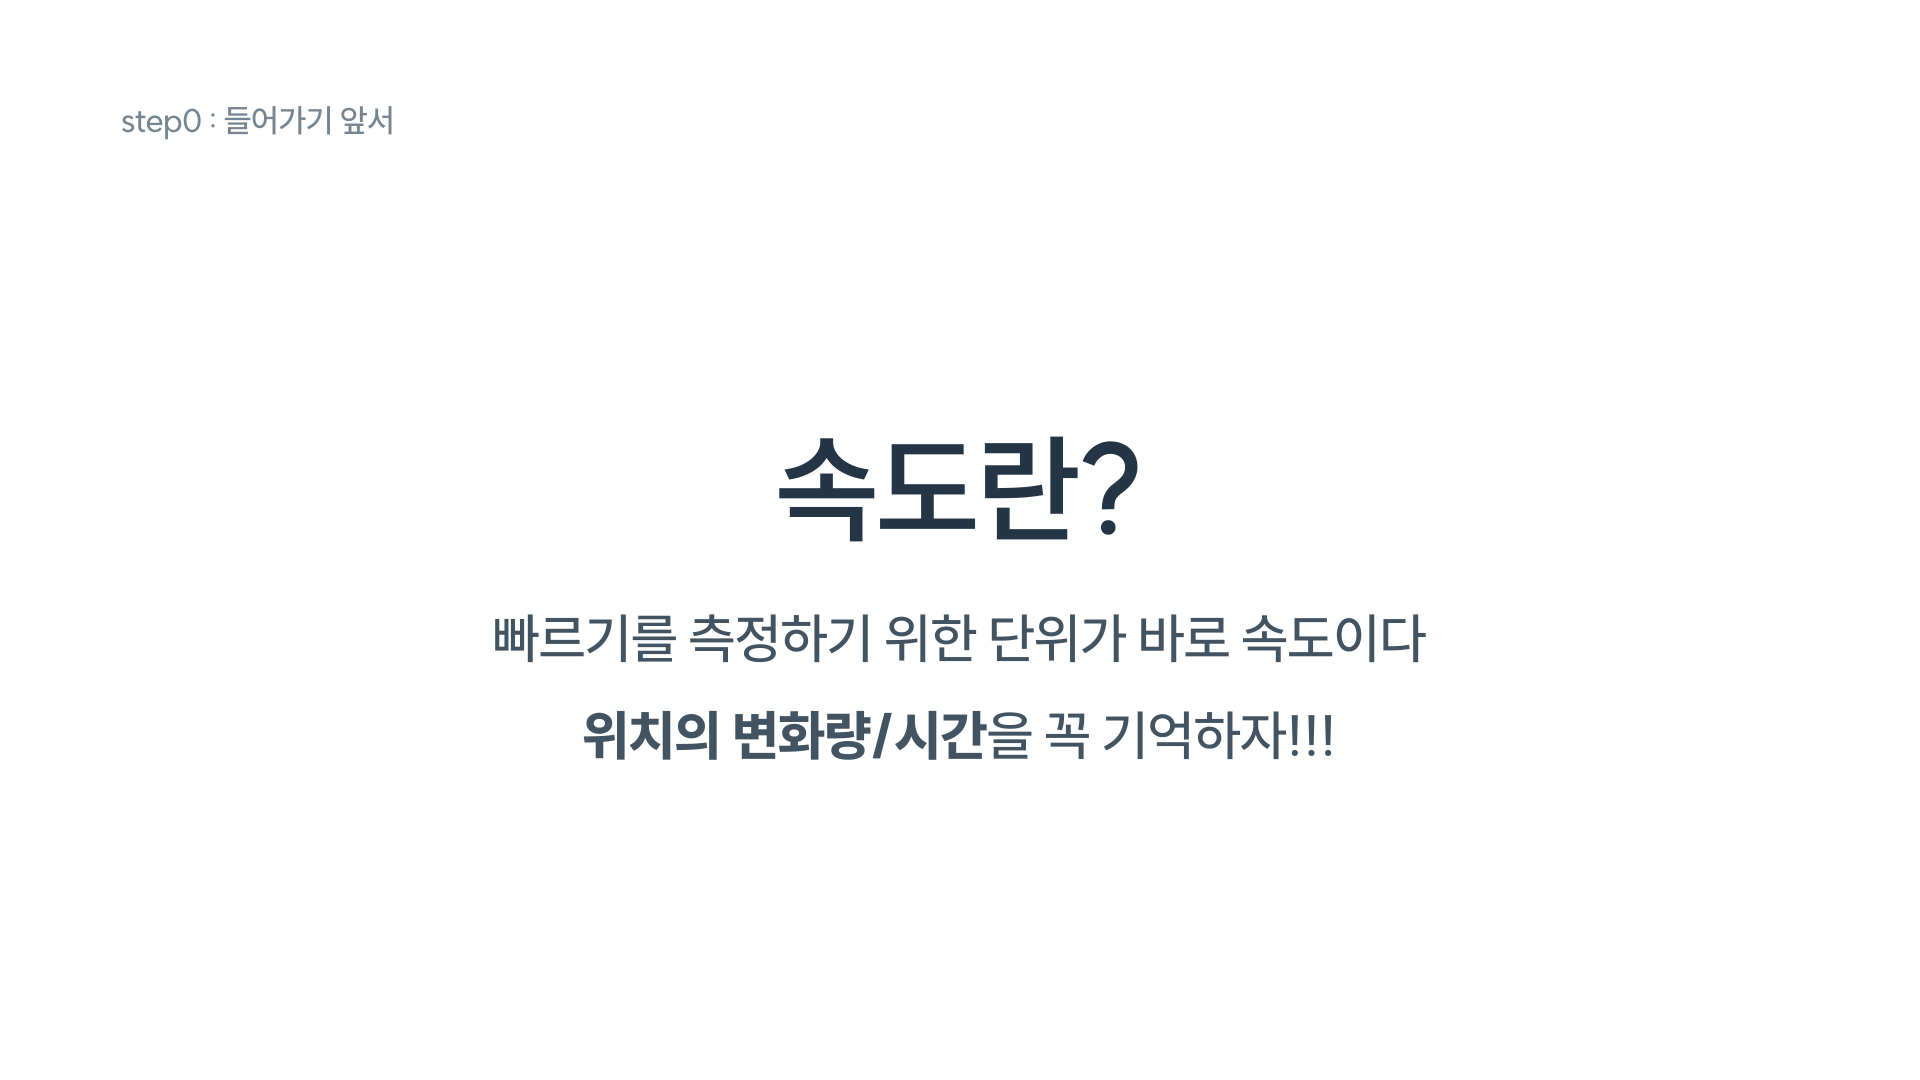 step0 : 들어가기 앞서
속도란?
빠르기를 측정하기 위한 단위가 바로 속도이다
위치의 변화량/시간을 꼭 기억하자!!!